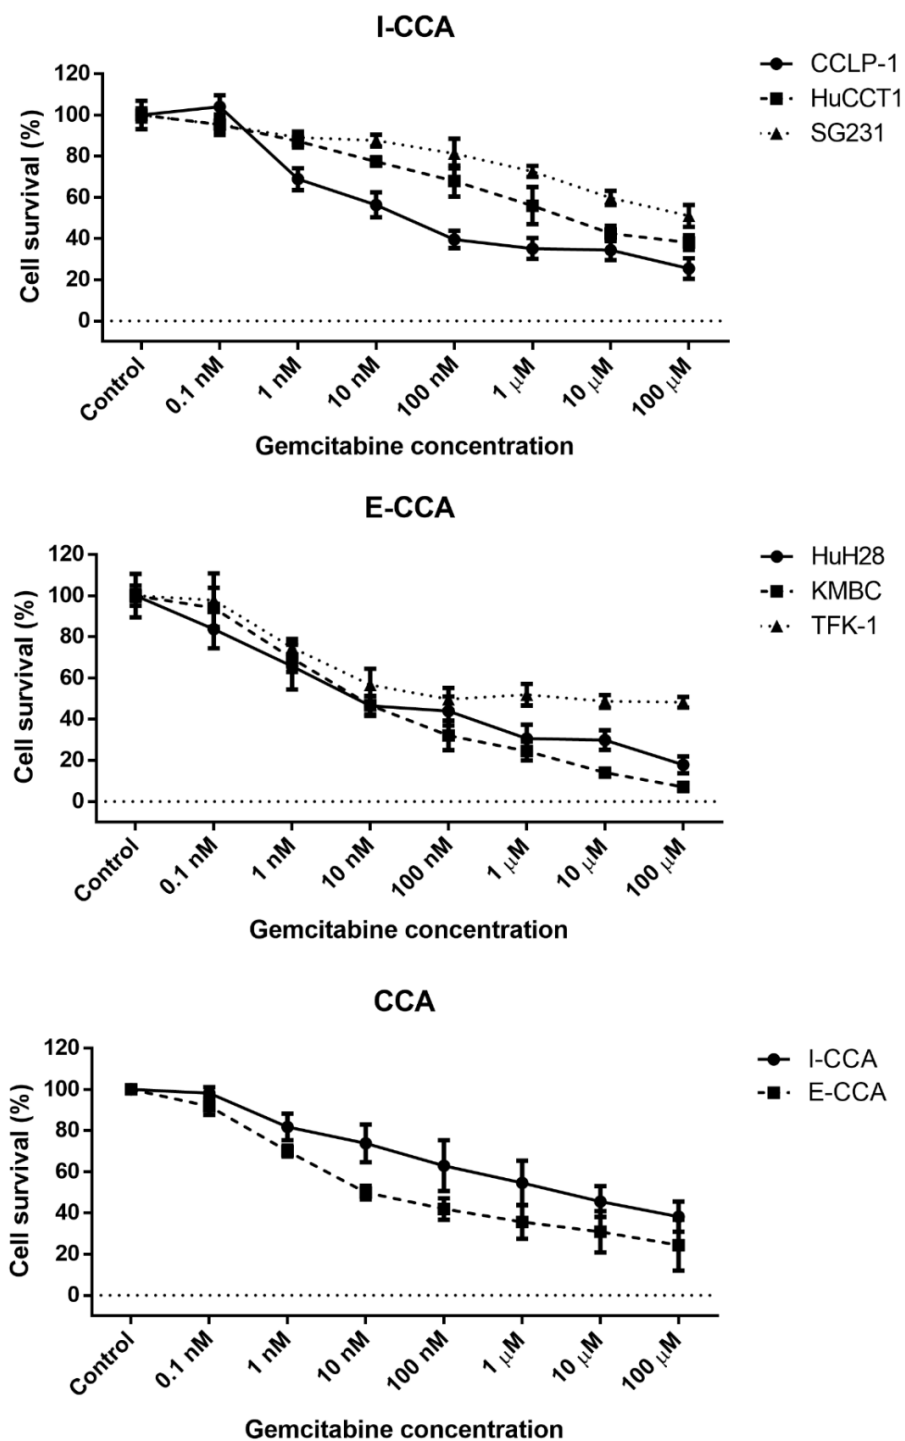 I-CCA
120
100
80
60
40
20
0
Cell survival (%)
Control
0.1 nM
1 nM
10 nM
100 nM
1 μM
10 μM
100 μM
Gemcitabine concentration
CCLP-1
HuCCT1
SG231
E-CCA
120
100
80
60
40
20
0
Cell survival (%)
Control
0.1 nM
1 nM
10 nM
100 nM
1 μM
10 μM
100 μM
Gemcitabine concentration
HuH28
KMBC
TFK-1
CCA
120
100
80
60
40
20
0
Cell survival (%)
Control
0.1 nM
1 nM
10 nM
100 nM
1 μM
10 μM
100 μM
Gemcitabine concentration
I-CCA
E-CCA